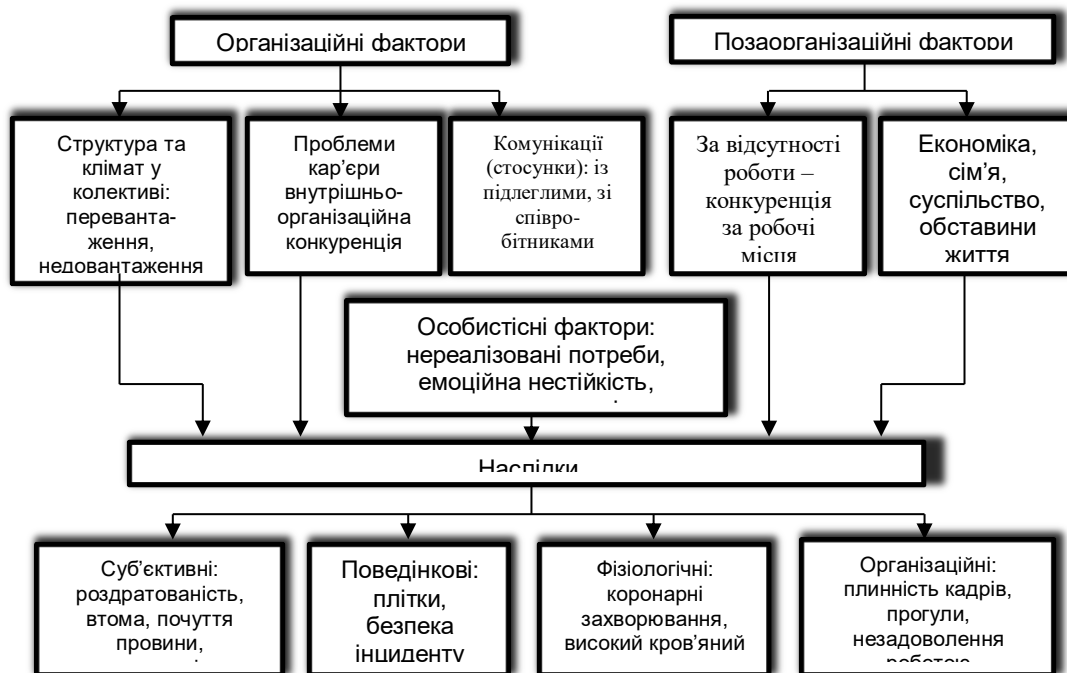 Організаційні фактори
Позаорганізаційні фактори
Структура та
клімат у
колективі:
переванта-
ження,
недовантаження
Проблеми
кар’єри
внутрішньо-
організаційна
конкуренція
Комунікації
(стосунки): із
підлеглими, зі
співро-
бітниками
За відсутності
роботи –
конкуренція
за робочі
місця
Економіка,
сім’я,
суспільство,
обставини
життя
Особистісні фактори:
нереалізовані потреби,
емоційна нестійкість,
Наслідки
Суб’єктивні:
роздратованість,
втома, почуття
провини,
Поведінкові:
плітки,
безпека
інциденту
Фізіологічні:
коронарні
захворювання,
високий кров’яний
Організаційні:
плинність кадрів,
прогули,
незадоволення
роботою